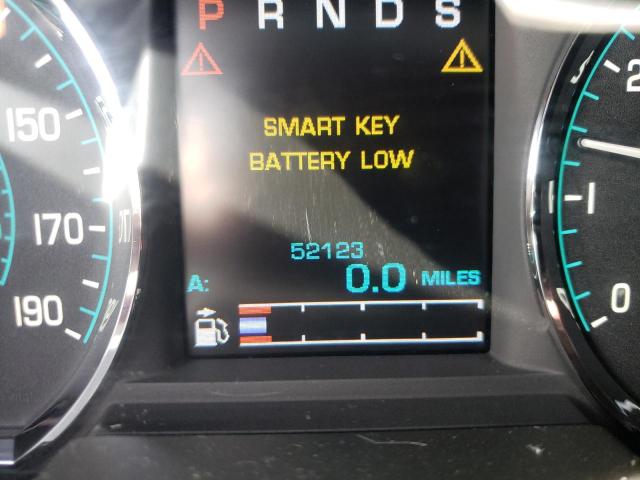 P R N D S
SMART KEY
BATTERY LOW
52123
A: 0.0 MILES
150
170
190
2
1
0